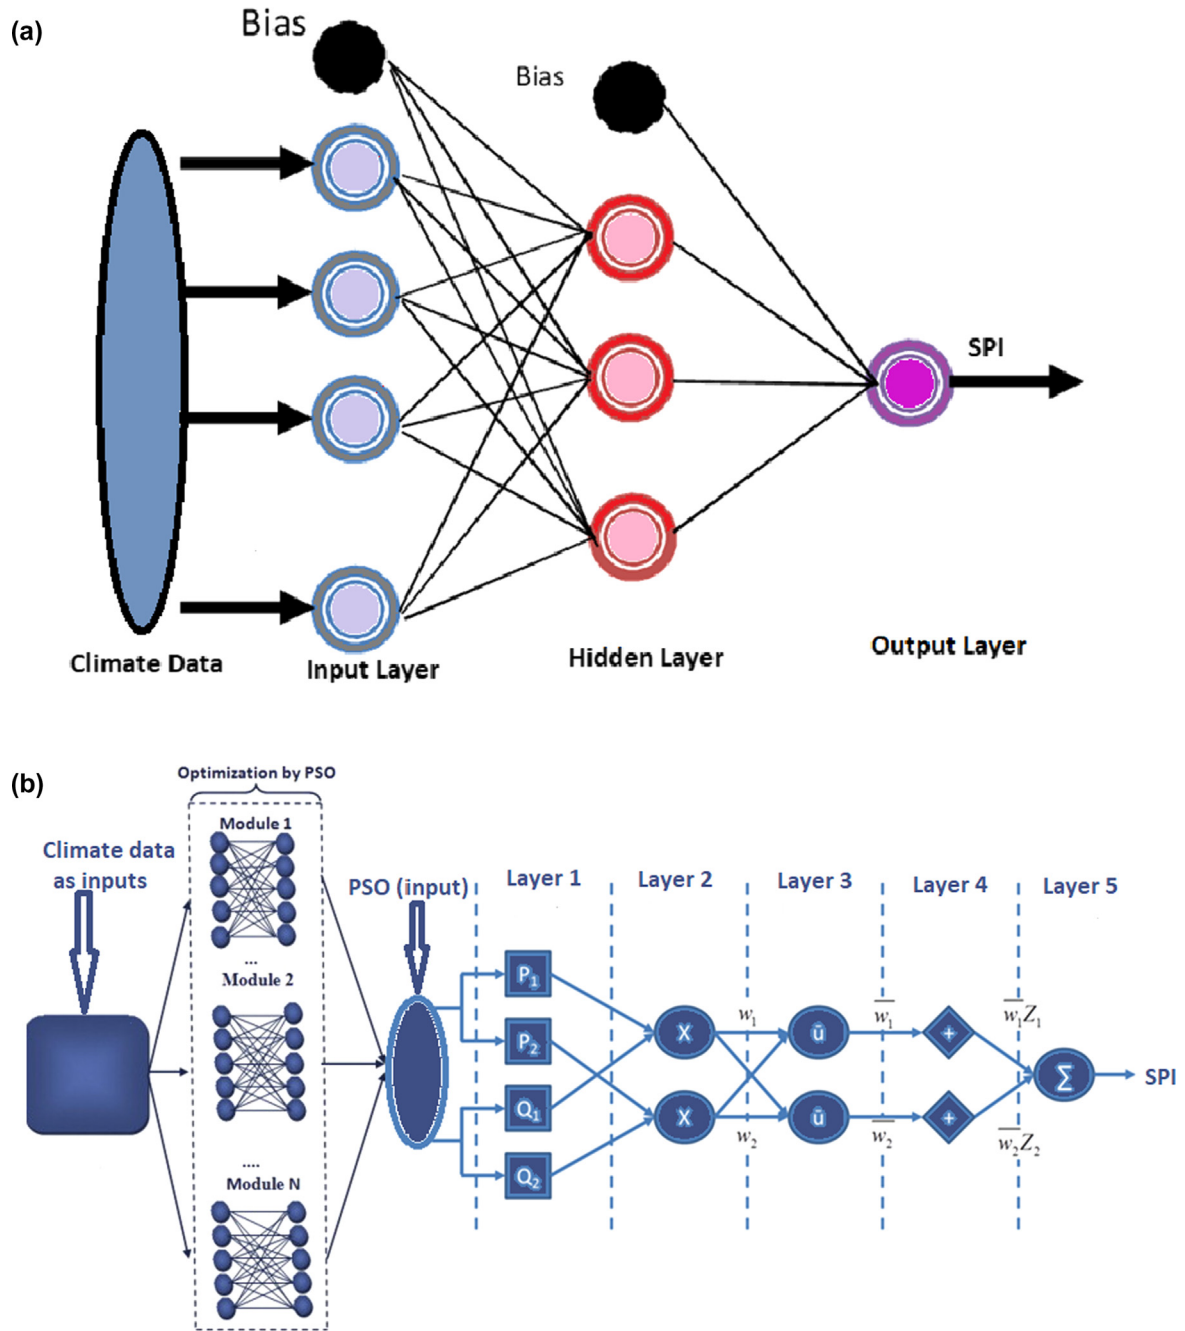 (a)
Bias
Bias
SPI
Climate Data
Input Layer
Hidden Layer
Output Layer
(b)
Optimization by PSO
Climate data
as inputs
Module 1
...
Module 2
....
Module N
PSO (input)
Layer 1
Layer 2
Layer 3
Layer 4
Layer 5
P₁
P₂
Q₁
Q₂
X
X
w₁
w₂
ū
ū
w̅₁
w̅₂
+
+
w̅₁Z₁
w̅₂Z₂
Σ
SPI